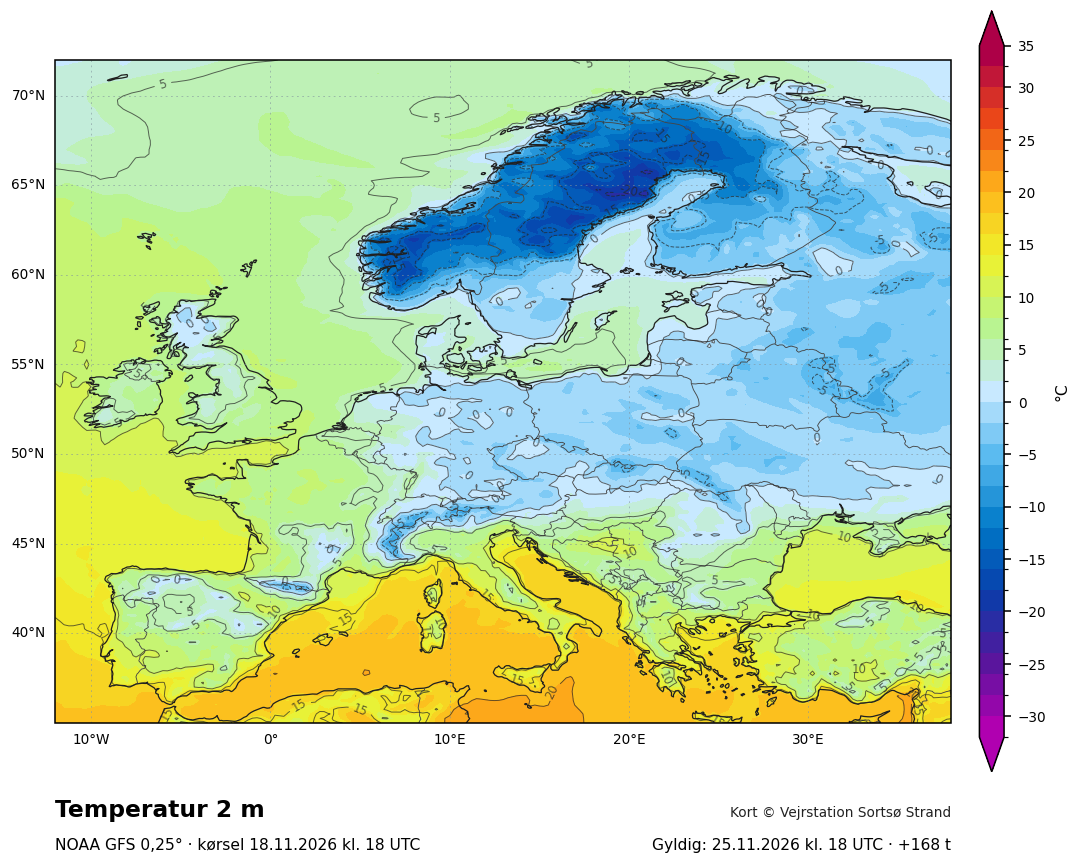 70°N
65°N
60°N
55°N
50°N
45°N
40°N
10°W
0°
10°E
20°E
30°E
35
30
25
20
15
10
5
0
−5
−10
−15
−20
−25
−30
°C
Temperatur 2 m
Kort © Vejrstation Sortsø Strand
NOAA GFS 0,25° · kørsel 18.11.2026 kl. 18 UTC
Gyldig: 25.11.2026 kl. 18 UTC · +168 t